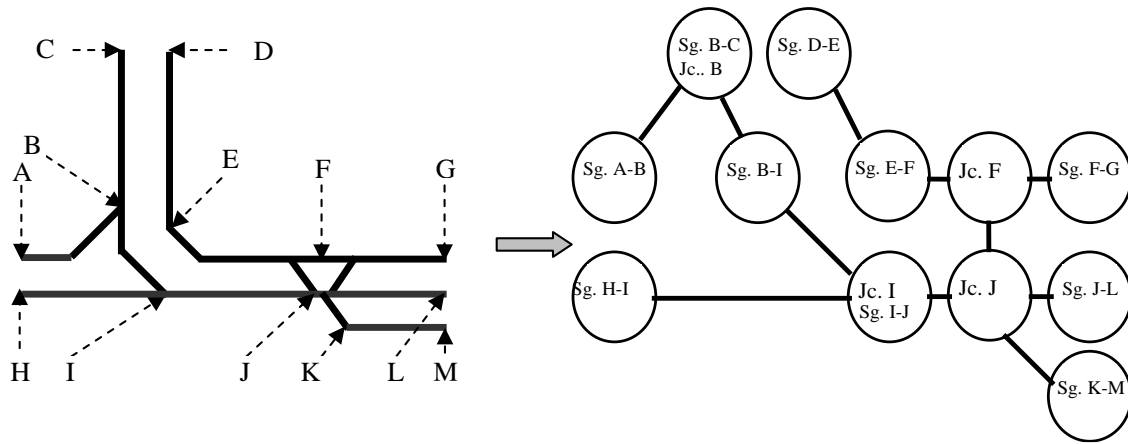 C
D
B
A
E
F
G
H
I
J
K
L
M
Sg. B-C
Jc.. B
Sg. D-E
Sg. A-B
Sg. B-I
Sg. E-F
Jc. F
Sg. F-G
Sg. H-I
Jc. I
Sg. I-J
Jc. J
Sg. J-L
Sg. K-M